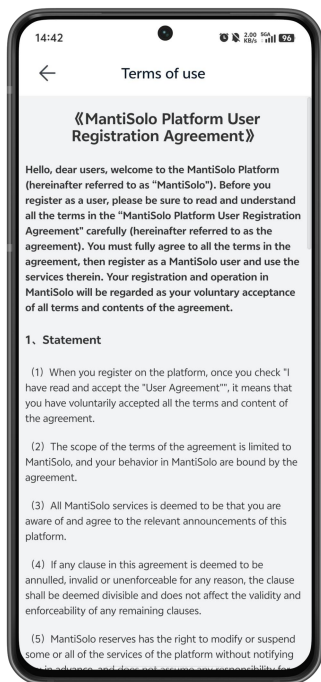 14:42
2.00 KB/s 5GA 96
Terms of use
《MantiSolo Platform User
Registration Agreement》
Hello, dear users, welcome to the MantiSolo Platform
(hereinafter referred to as “MantiSolo”). Before you
register as a user, please be sure to read and understand
all the terms in the “MantiSolo Platform User Registration
Agreement" carefully (hereinafter referred to as the
agreement). You must fully agree to all the terms in the
agreement, then register as a MantiSolo user and use the
services therein. Your registration and operation in
MantiSolo will be regarded as your voluntary acceptance
of all terms and contents of the agreement.
1、Statement
(1) When you register on the platform, once you check "I
have read and accept the "User Agreement"", it means that
you have voluntarily accepted all the terms and content of
the agreement.
(2) The scope of the terms of the agreement is limited to
MantiSolo, and your behavior in MantiSolo are bound by the
agreement.
(3) All MantiSolo services is deemed to be that you are
aware of and agree to the relevant announcements of this
platform.
(4) If any clause in this agreement is deemed to be
annulled, invalid or unenforceable for any reason, the clause
shall be deemed divisible and does not affect the validity and
enforceability of any remaining clauses.
(5) MantiSolo reserves has the right to modify or suspend
some or all of the services of the platform without notifying
in advance, and does not assume any responsibility for